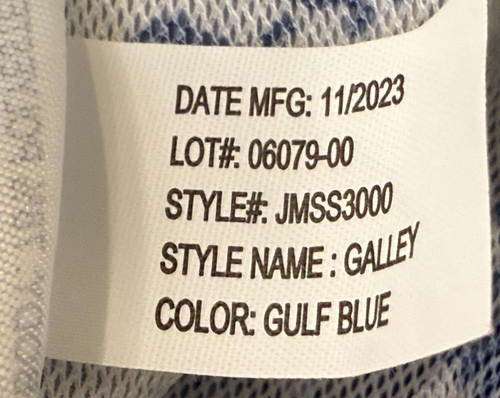 DATE MFG: 11/2023
LOT#: 06079-00
STYLE#: JMSS3000
STYLE NAME : GALLEY
COLOR: GULF BLUE